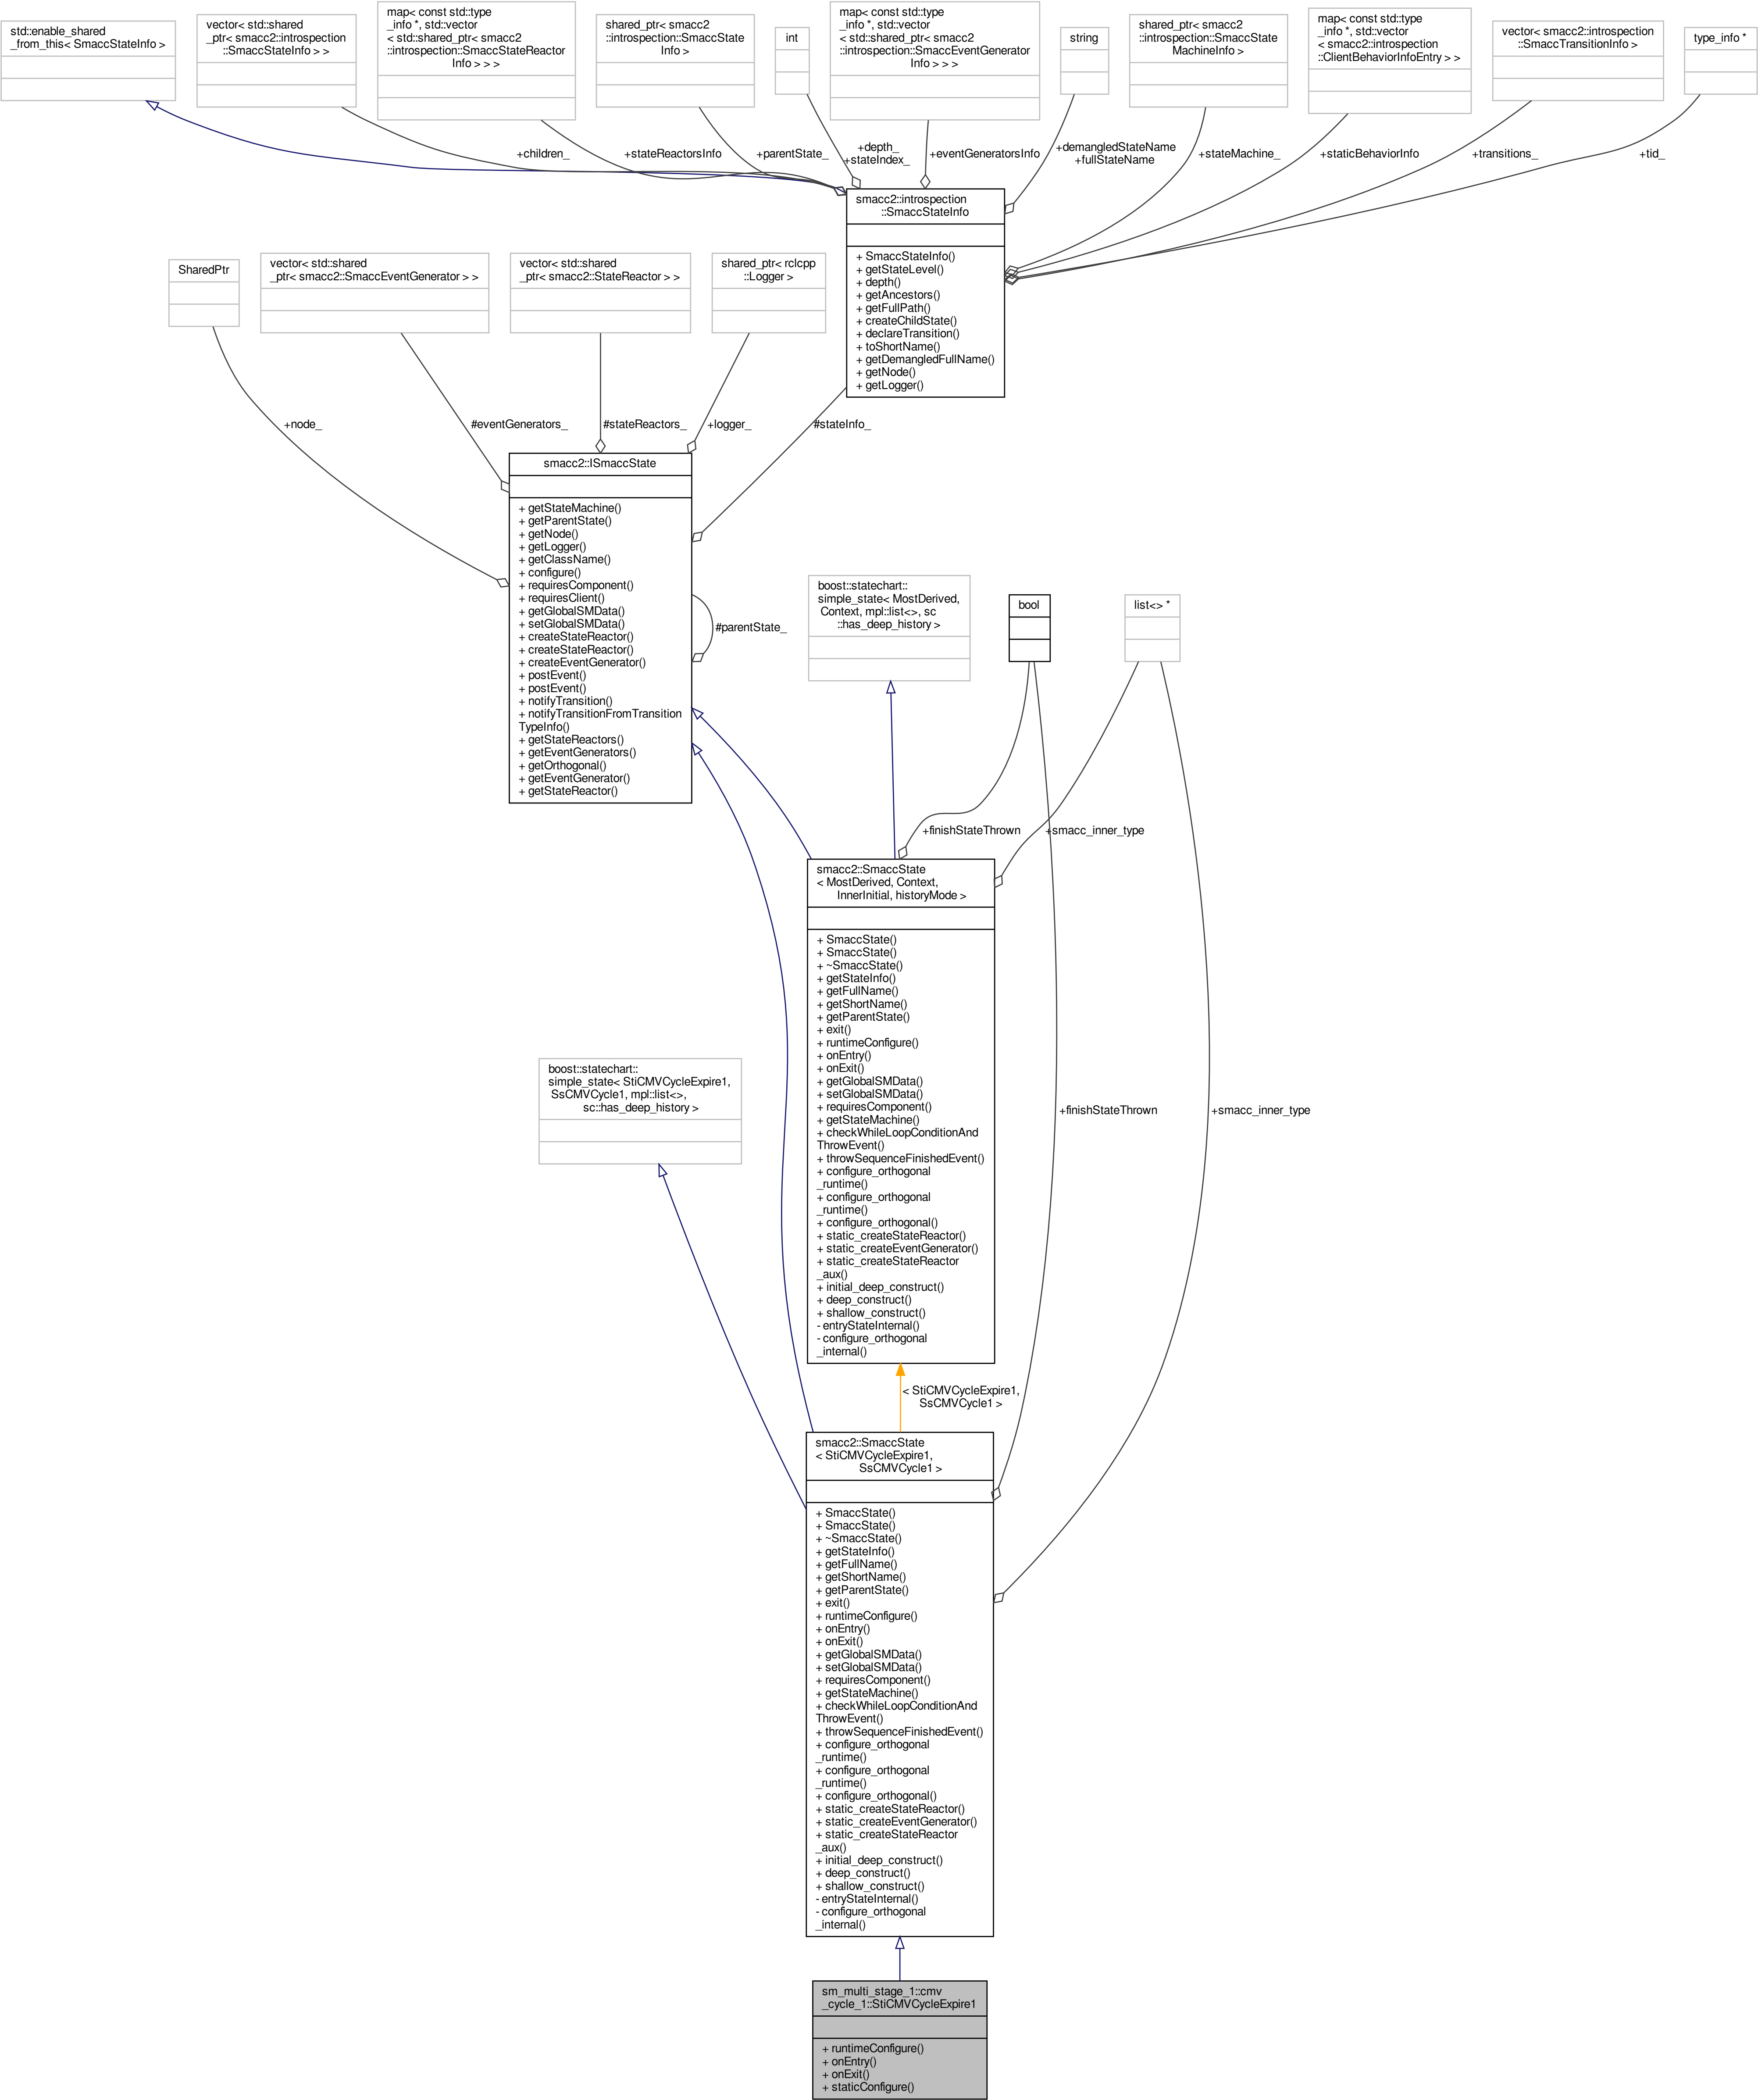 std::enable_shared
_from_this< SmaccStateInfo >
vector< std::shared
_ptr< smacc2::introspection
::SmaccStateInfo > >
map< const std::type
_info *, std::vector
< std::shared_ptr< smacc2
::introspection::SmaccStateReactor
Info > > >
shared_ptr< smacc2
::introspection::SmaccState
Info >
int
map< const std::type
_info *, std::vector
< std::shared_ptr< smacc2
::introspection::SmaccEventGenerator
Info > > >
string
shared_ptr< smacc2
::introspection::SmaccState
MachineInfo >
map< const std::type
_info *, std::vector
< smacc2::introspection
::ClientBehaviorInfoEntry > >
vector< smacc2::introspection
::SmaccTransitionInfo >
type_info *
+children_
+stateReactorsInfo
+parentState_
+depth_
+stateIndex_
+eventGeneratorsInfo
+demangledStateName
+fullStateName
+stateMachine_
+staticBehaviorInfo
+transitions_
+tid_
smacc2::introspection
::SmaccStateInfo
+ SmaccStateInfo()
+ getStateLevel()
+ depth()
+ getAncestors()
+ getFullPath()
+ createChildState()
+ declareTransition()
+ toShortName()
+ getDemangledFullName()
+ getNode()
+ getLogger()
SharedPtr
vector< std::shared
_ptr< smacc2::SmaccEventGenerator > >
vector< std::shared
_ptr< smacc2::StateReactor > >
shared_ptr< rclcpp
::Logger >
+node_
#eventGenerators_
#stateReactors_
+logger_
#stateInfo_
smacc2::ISmaccState
+ getStateMachine()
+ getParentState()
+ getNode()
+ getLogger()
+ getClassName()
+ configure()
+ requiresComponent()
+ requiresClient()
+ getGlobalSMData()
+ setGlobalSMData()
+ createStateReactor()
+ createStateReactor()
+ createEventGenerator()
+ postEvent()
+ postEvent()
+ notifyTransition()
+ notifyTransitionFromTransition
TypeInfo()
+ getStateReactors()
+ getEventGenerators()
+ getOrthogonal()
+ getEventGenerator()
+ getStateReactor()
#parentState_
boost::statechart::
simple_state< MostDerived,
Context, mpl::list<>, sc
::has_deep_history >
bool
list<> *
+finishStateThrown
+smacc_inner_type
smacc2::SmaccState
< MostDerived, Context,
InnerInitial, historyMode >
+ SmaccState()
+ SmaccState()
+ ~SmaccState()
+ getStateInfo()
+ getFullName()
+ getShortName()
+ getParentState()
+ exit()
+ runtimeConfigure()
+ onEntry()
+ onExit()
+ getGlobalSMData()
+ setGlobalSMData()
+ requiresComponent()
+ getStateMachine()
+ checkWhileLoopConditionAnd
ThrowEvent()
+ throwSequenceFinishedEvent()
+ configure_orthogonal
_runtime()
+ configure_orthogonal
_runtime()
+ configure_orthogonal()
+ static_createStateReactor()
+ static_createEventGenerator()
+ static_createStateReactor
_aux()
+ initial_deep_construct()
+ deep_construct()
+ shallow_construct()
- entryStateInternal()
- configure_orthogonal
_internal()
boost::statechart::
simple_state< StiCMVCycleExpire1,
SsCMVCycle1, mpl::list<>,
sc::has_deep_history >
+finishStateThrown
+smacc_inner_type
< StiCMVCycleExpire1,
SsCMVCycle1 >
smacc2::SmaccState
< StiCMVCycleExpire1,
SsCMVCycle1 >
+ SmaccState()
+ SmaccState()
+ ~SmaccState()
+ getStateInfo()
+ getFullName()
+ getShortName()
+ getParentState()
+ exit()
+ runtimeConfigure()
+ onEntry()
+ onExit()
+ getGlobalSMData()
+ setGlobalSMData()
+ requiresComponent()
+ getStateMachine()
+ checkWhileLoopConditionAnd
ThrowEvent()
+ throwSequenceFinishedEvent()
+ configure_orthogonal
_runtime()
+ configure_orthogonal
_runtime()
+ configure_orthogonal()
+ static_createStateReactor()
+ static_createEventGenerator()
+ static_createStateReactor
_aux()
+ initial_deep_construct()
+ deep_construct()
+ shallow_construct()
- entryStateInternal()
- configure_orthogonal
_internal()
sm_multi_stage_1::cmv
_cycle_1::StiCMVCycleExpire1
+ runtimeConfigure()
+ onEntry()
+ onExit()
+ staticConfigure()